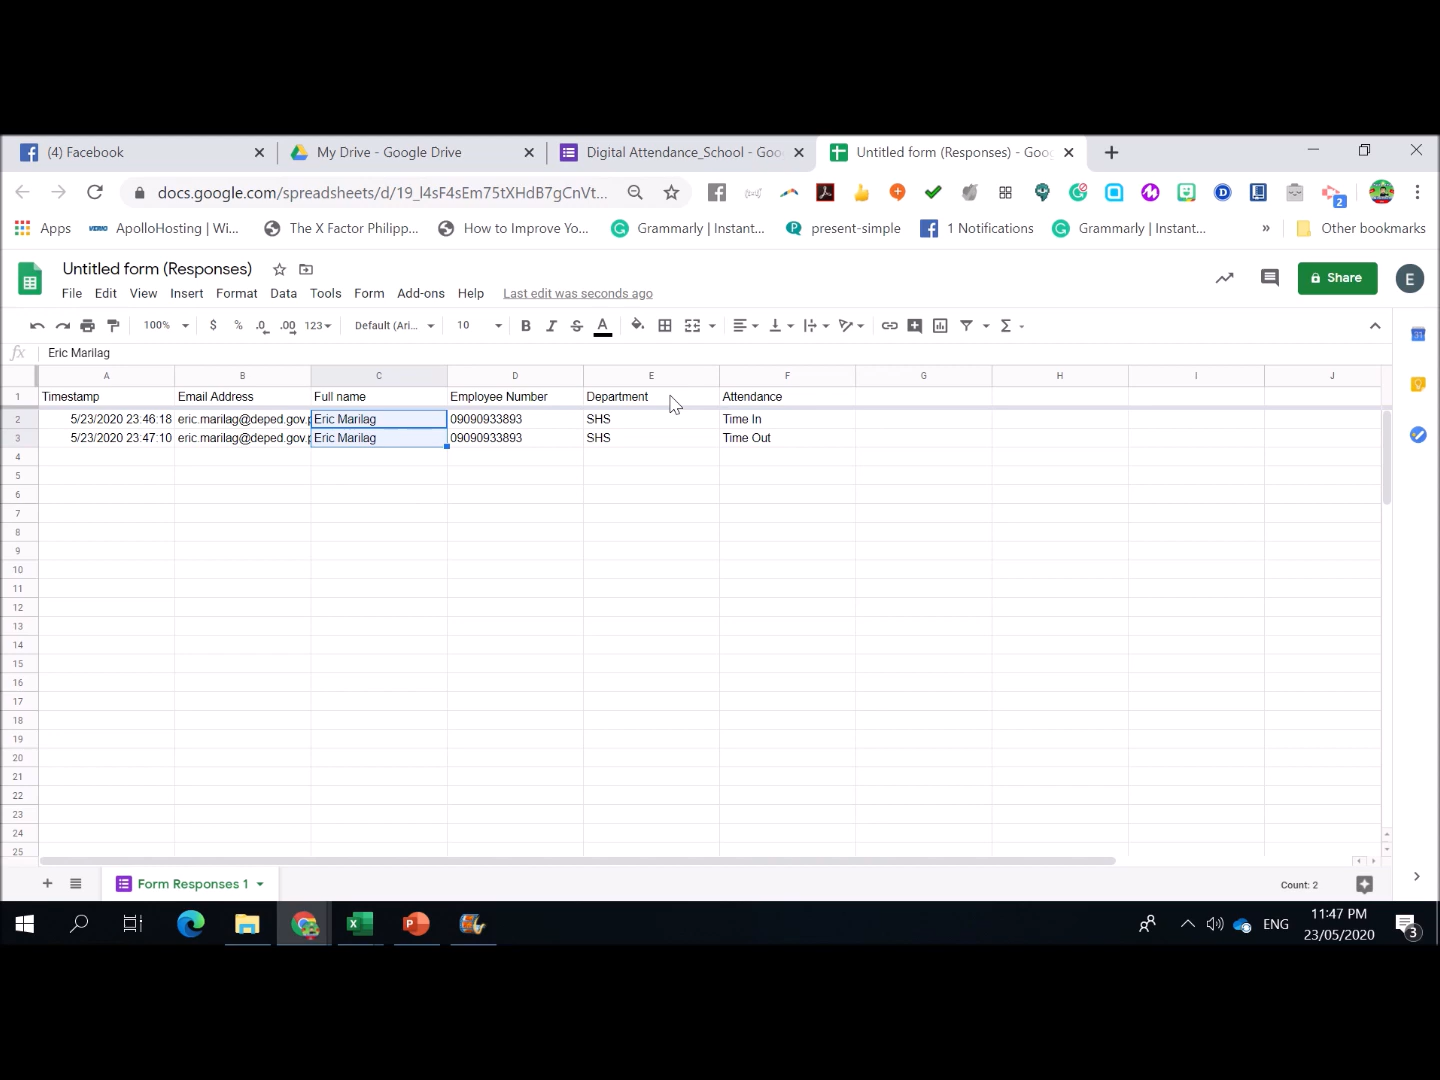 (4) Facebook
My Drive - Google Drive
Digital Attendance_School - Goo
Untitled form (Responses) - Goog
docs.google.com/spreadsheets/d/19_l4sF4sEm75tXHdB7gCnVt...
2
Apps
VERIO
ApolloHosting | Wi...
The X Factor Philipp...
How to Improve Yo...
Grammarly | Instant...
present-simple
1 Notifications
Grammarly | Instant...
»
Other bookmarks
Untitled form (Responses)
Share
E
File Edit View Insert Format Data Tools Form Add-ons Help Last edit was seconds ago
100% $ % .0 .00 123 Default (Ari... 10 B I S A Σ
31
fx Eric Marilag
A B C D E F G H I J
1 Timestamp Email Address Full name Employee Number Department Attendance
2 5/23/2020 23:46:18 eric.marilag@deped.gov.p Eric Marilag 09090933893 SHS Time In
3 5/23/2020 23:47:10 eric.marilag@deped.gov.p Eric Marilag 09090933893 SHS Time Out
4
5
6
7
8
9
10
11
12
13
14
15
16
17
18
19
20
21
22
23
24
25
Form Responses 1
Count: 2
ENG
11:47 PM
23/05/2020
3